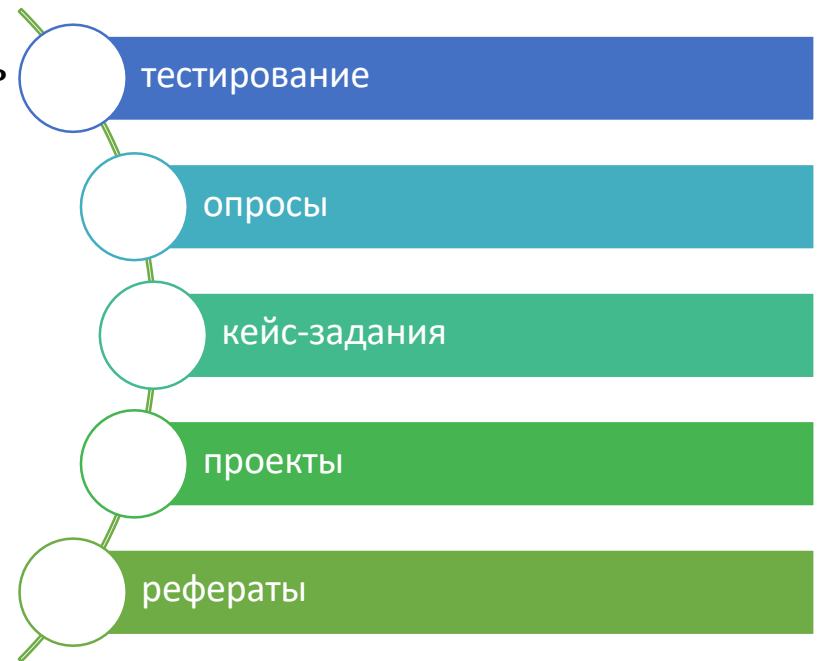 тестирование
опросы
кейс-задания
проекты
рефераты